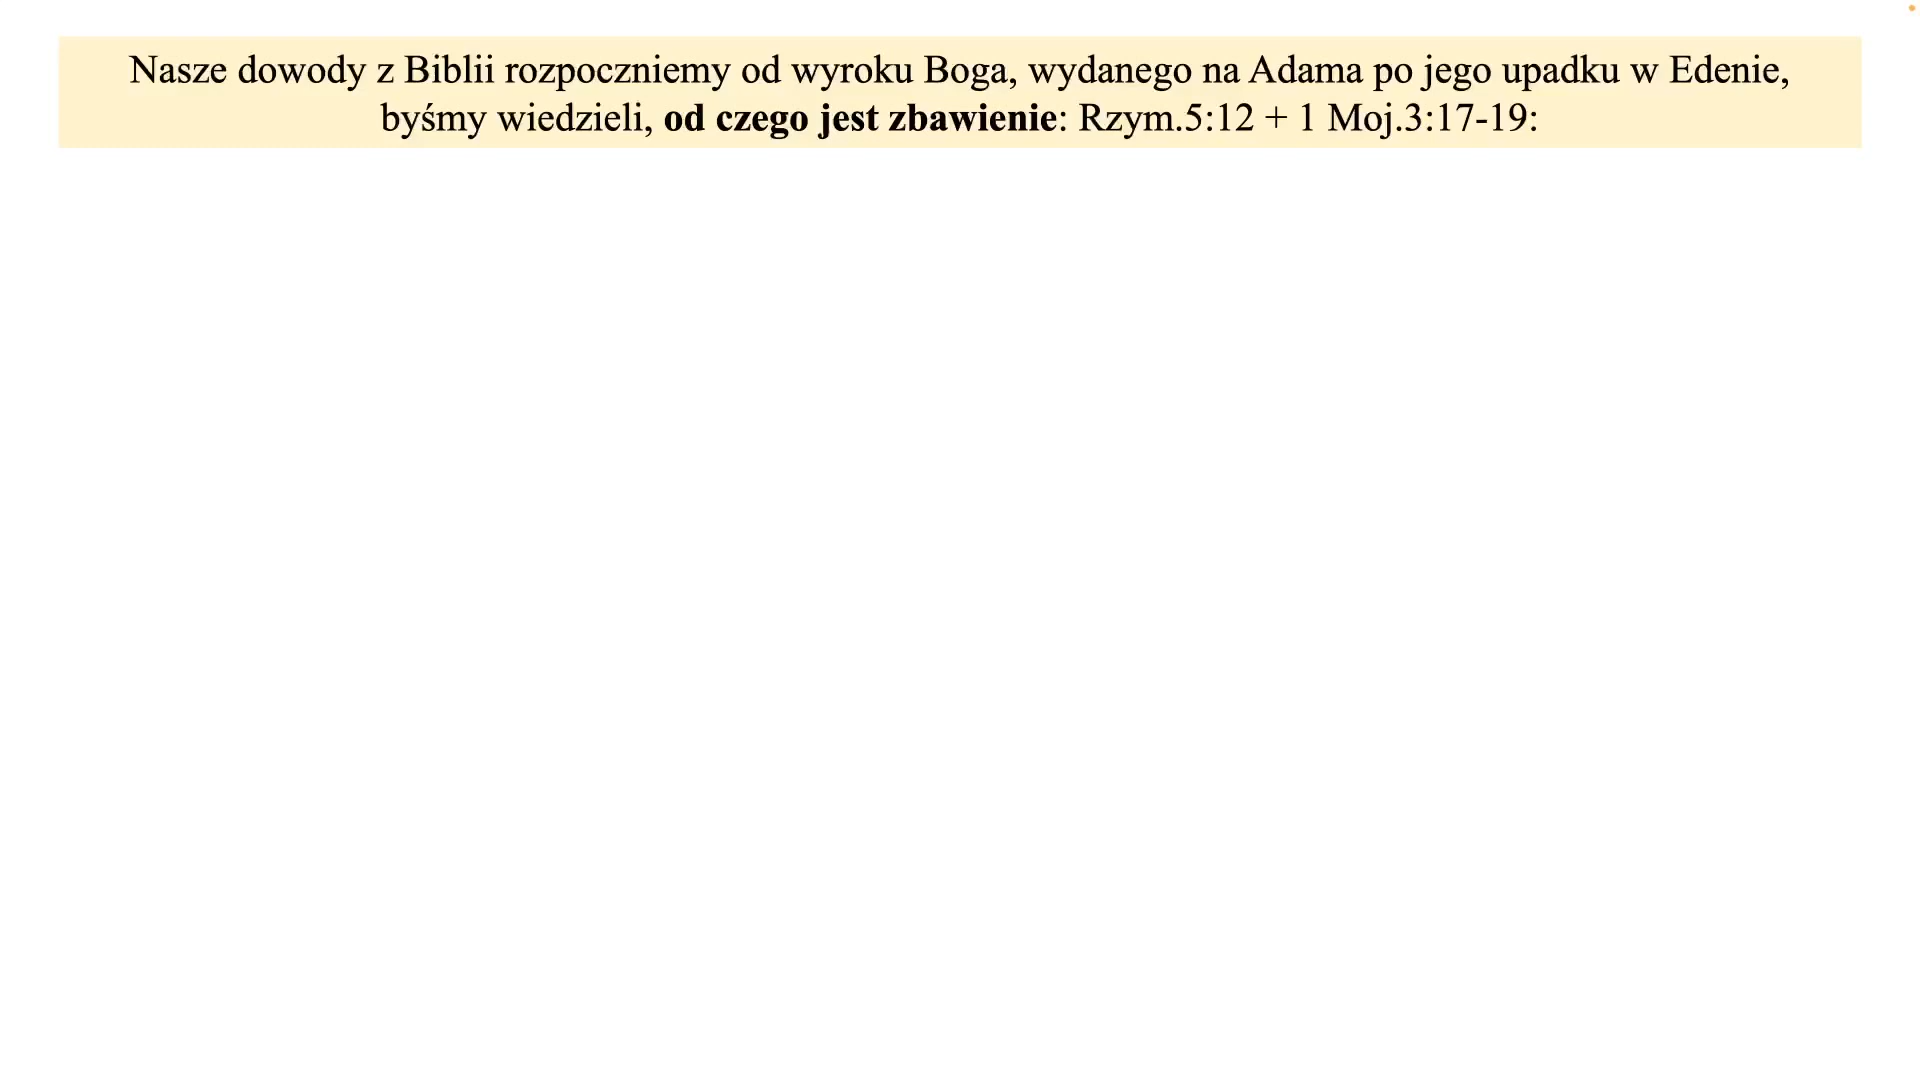 Nasze dowody z Biblii rozpoczniemy od wyroku Boga, wydanego na Adama po jego upadku w Edenie,
byśmy wiedzieli, od czego jest zbawienie: Rzym.5:12 + 1 Moj.3:17-19: